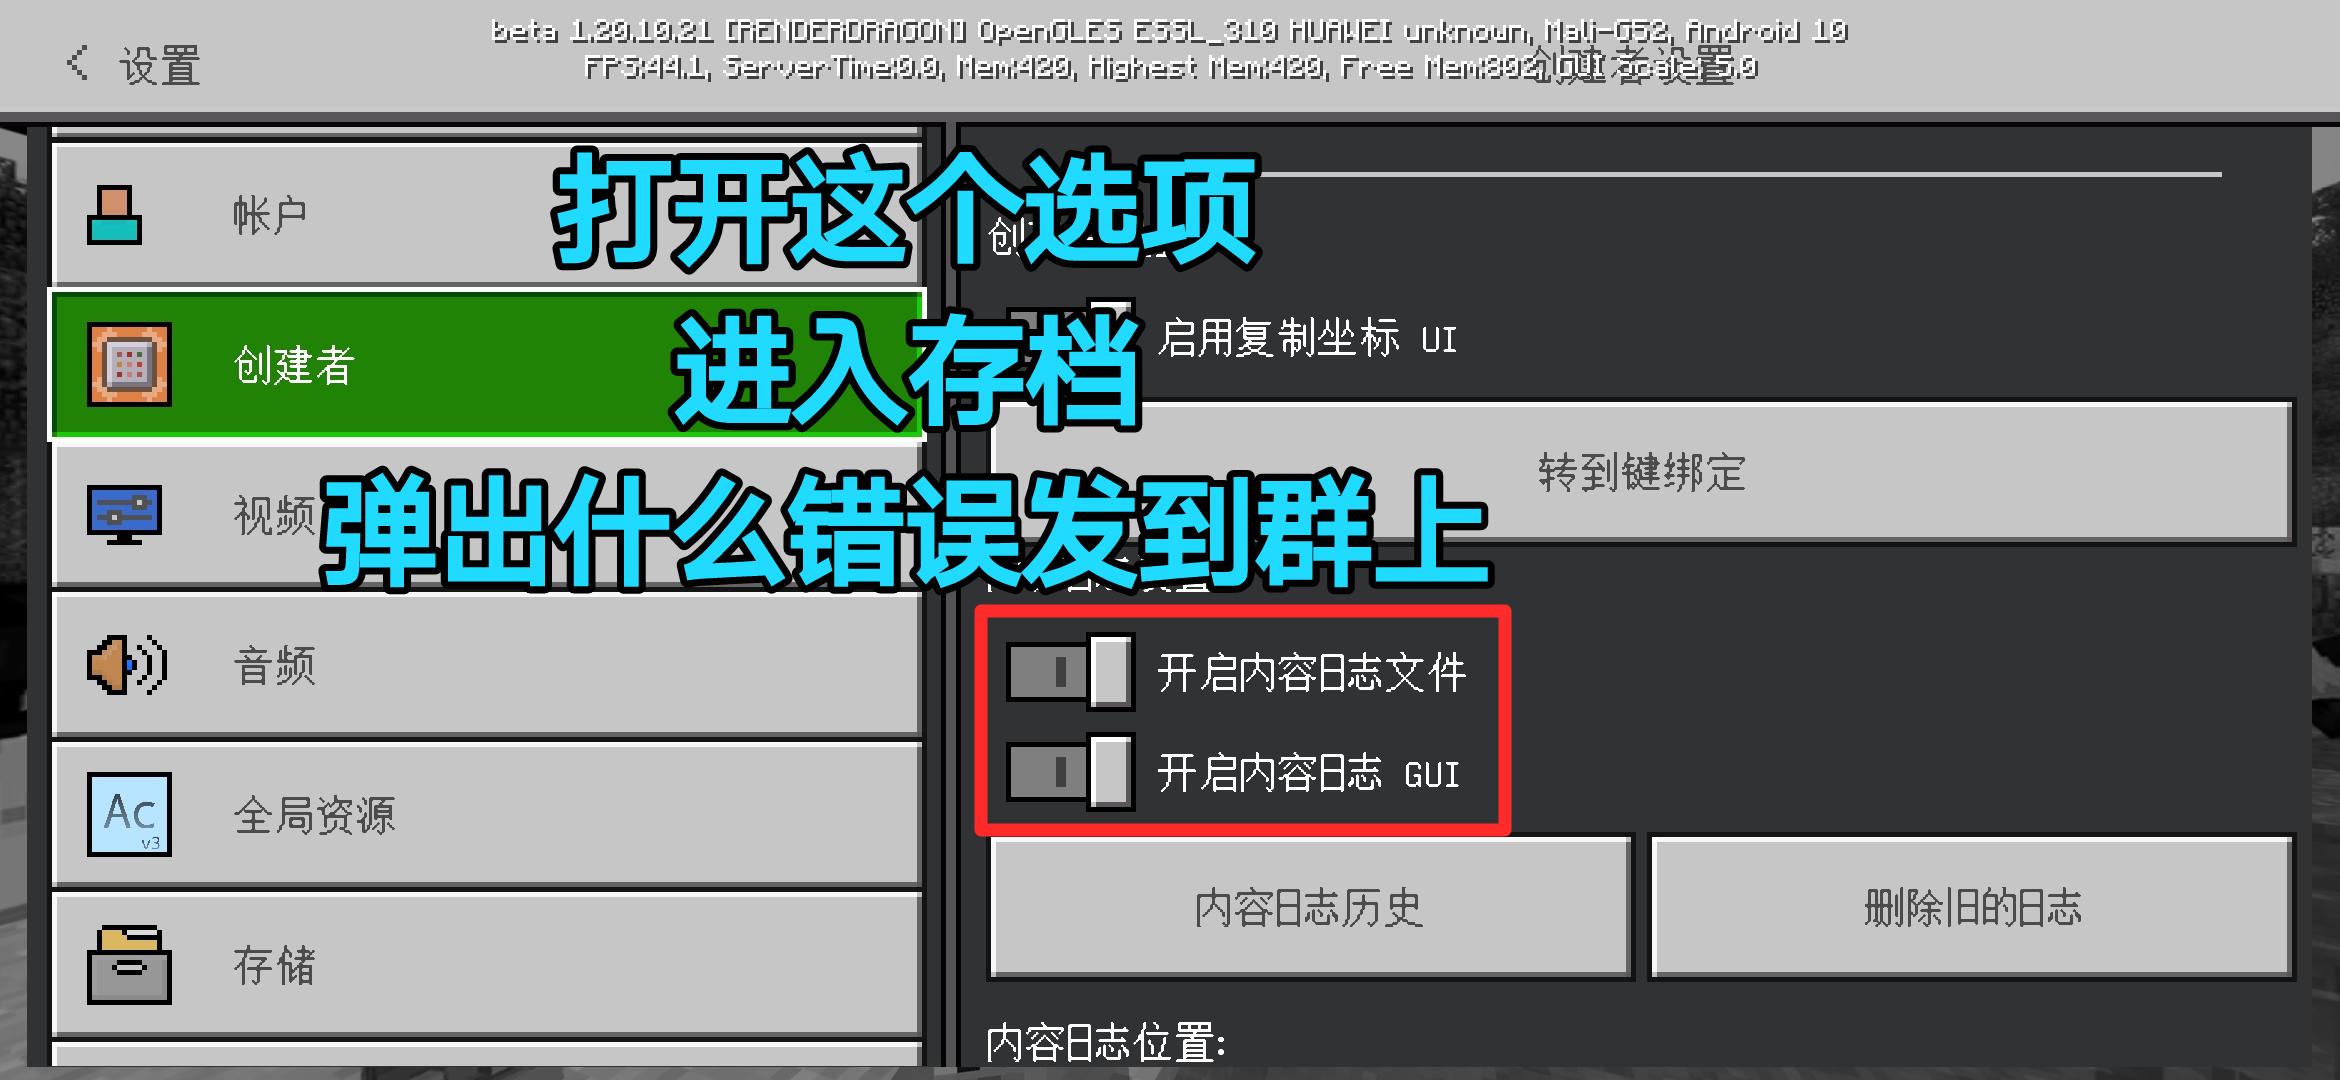 beta 1.20.10.21 [RENDERDRAGON] OpenGLES ESSL_310 HUAWEI unknown, Mali-G52, Android 10
FPS:44.1, ServerTime:0.0, Mem:429, Highest Mem:429, Free Mem:802, GUI Scale: 5.0
设置
创建者设置
打开这个选项
进入存档
弹出什么错误发到群上
帐户
创建者
视频
音频
Ac
v3
全局资源
存储
创
启用复制坐标 UI
转到键绑定
开启内容日志文件
开启内容日志 GUI
内容日志历史
删除旧的日志
内容日志位置: